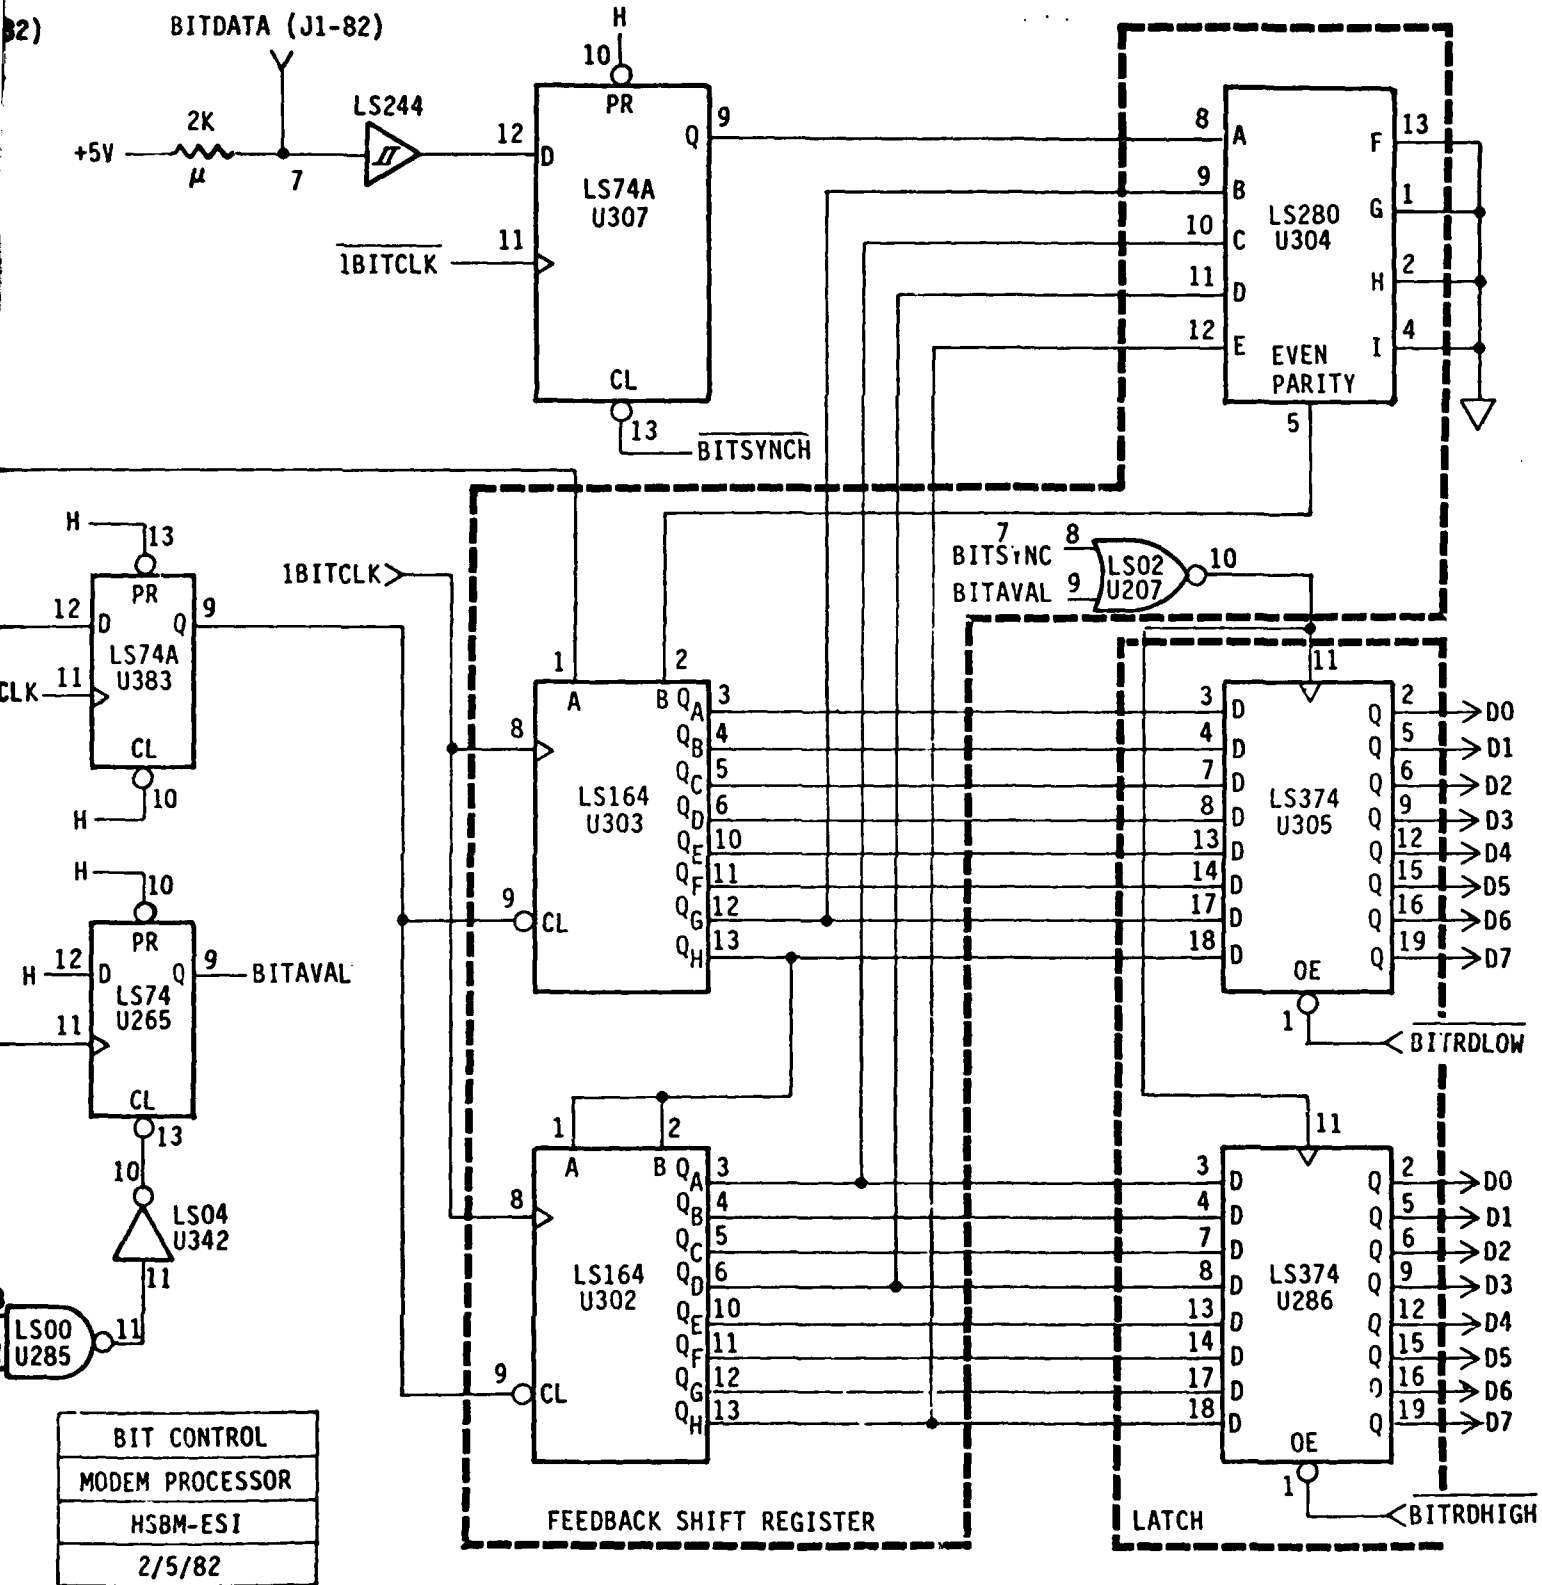 BITDATA (J1-82)
H
10
PR
LS244
2K
+5V
μ
7
12
D
Q
9
LS74A
U307
1BITCLK
11
CL
13
BITSYNCH
8
A
9
B
10
C
11
D
12
E
LS280
U304
EVEN
PARITY
5
F
13
G
1
H
2
I
4
H
13
PR
12
D
Q
9
LS74A
U383
CLK
11
CL
10
H
1BITCLK
7
BITSYNC
8
BITAVAL
9
LS02
U207
10
H
10
PR
H
12
D
Q
9
BITAVAL
LS74
U265
11
CL
13
10
LS04
U342
11
LS00
U285
11
1
2
A
B
8
LS164
U303
9
CL
QA 3
QB 4
QC 5
QD 6
QE 10
QF 11
QG 12
QH 13
11
3 D
4 D
7 D
8 D
13 D
14 D
17 D
18 D
LS374
U305
OE
1
BITRDLOW
Q 2 D0
Q 5 D1
Q 6 D2
Q 9 D3
Q 12 D4
Q 15 D5
Q 16 D6
Q 19 D7
1
2
A
B
8
LS164
U302
9
CL
QA 3
QB 4
QC 5
QD 6
QE 10
QF 11
QG 12
QH 13
11
3 D
4 D
7 D
8 D
13 D
14 D
17 D
18 D
LS374
U286
OE
1
BITRDHIGH
Q 2 D0
Q 5 D1
Q 6 D2
Q 9 D3
Q 12 D4
Q 15 D5
Q 16 D6
Q 19 D7
FEEDBACK SHIFT REGISTER
LATCH
BIT CONTROL
MODEM PROCESSOR
HSBM-ESI
2/5/82